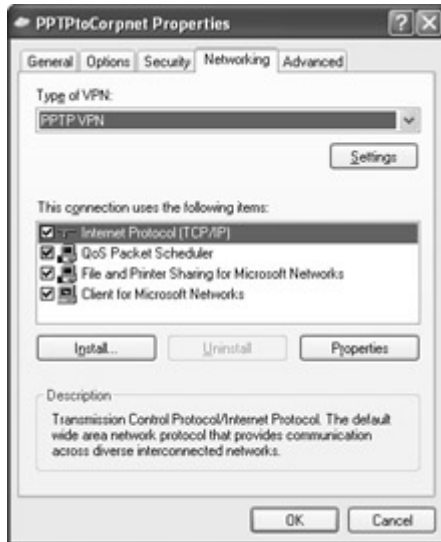 PPTPtoCorpnet Properties
General Options Security Networking Advanced
Type of VPN:
PPTP VPN
Settings
This connection uses the following items:
Internet Protocol (TCP/IP)
QoS Packet Scheduler
File and Printer Sharing for Microsoft Networks
Client for Microsoft Networks
Install... Uninstall Properties
Description
Transmission Control Protocol/Internet Protocol. The default
wide area network protocol that provides communication
across diverse interconnected networks.
OK Cancel